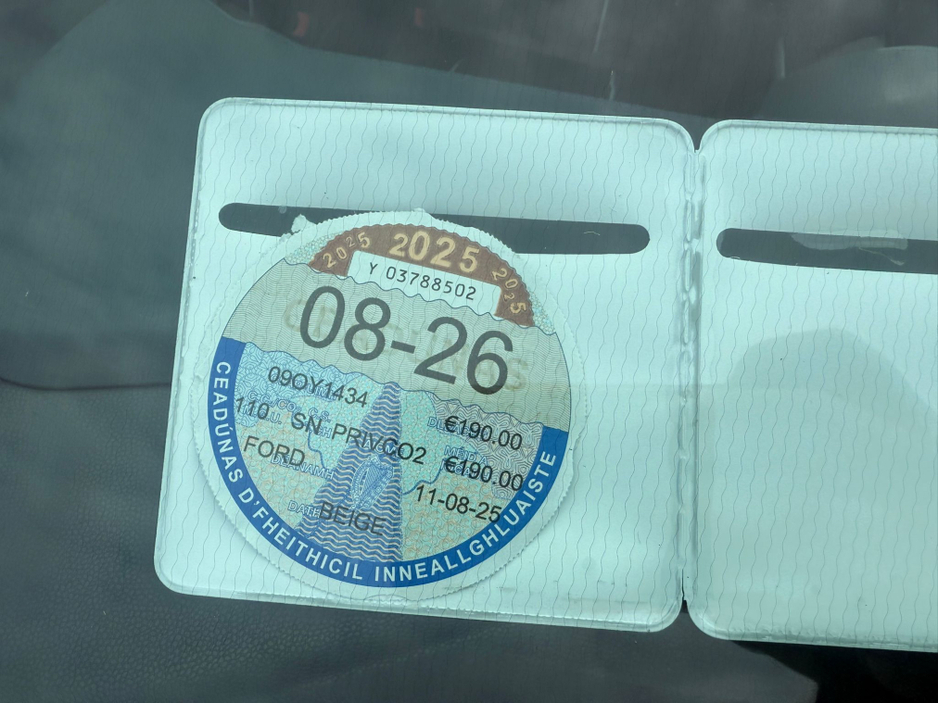 2025 2025 2025
Y 03788502
08-26
09OY1434
€190.00
110 SN PRIVCO2
€190.00
FORD
11-08-25
BEIGE
CEADÚNAS D'FHEITHICIL INNEALLGHLUAISTE